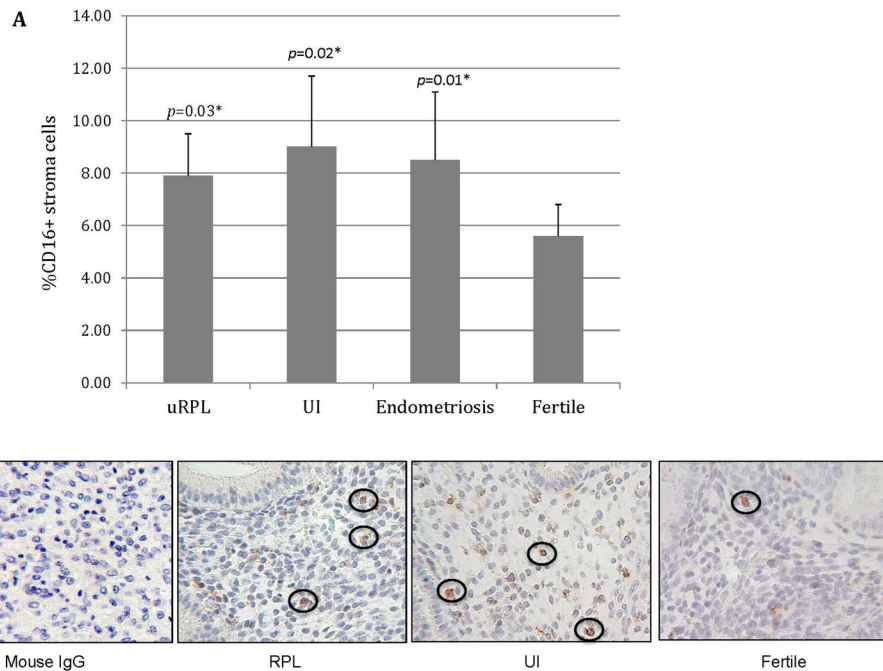 A
14.00
12.00
10.00
8.00
6.00
4.00
2.00
0.00
%CD16+ stroma cells
p=0.03*
p=0.02*
p=0.01*
uRPL UI Endometriosis Fertile
Mouse IgG RPL UI Fertile